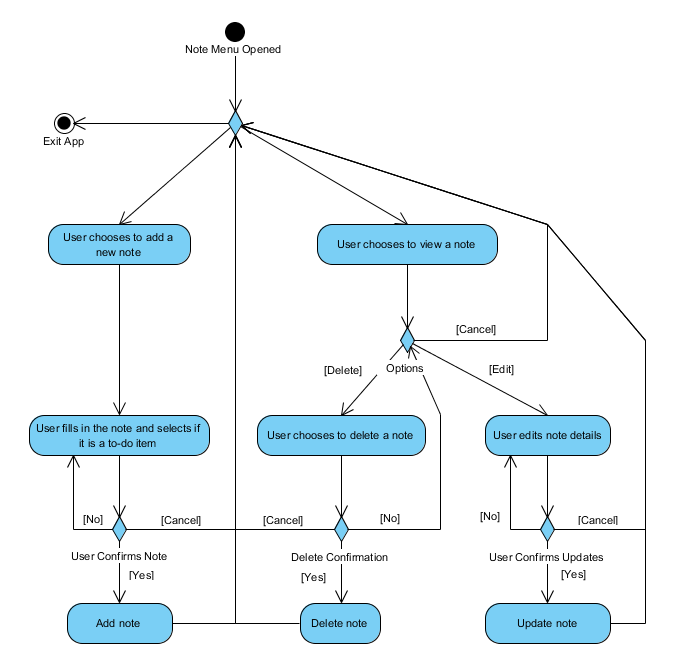 Note Menu Opened
Exit App
User chooses to add a
new note
User chooses to view a note
[Cancel]
Options
[Delete]
[Edit]
User fills in the note and selects if
it is a to-do item
User chooses to delete a note
User edits note details
[No]
[Cancel]
[Cancel]
[No]
[No]
[Cancel]
User Confirms Note
Delete Confirmation
User Confirms Updates
[Yes]
[Yes]
[Yes]
Add note
Delete note
Update note